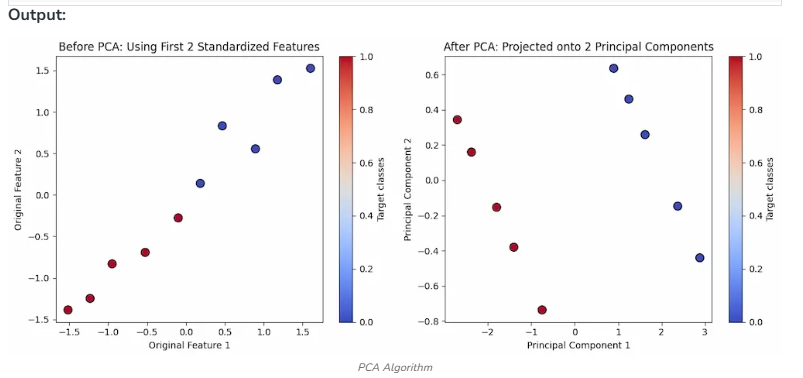 Output:
Before PCA: Using First 2 Standardized Features
1.5
1.0
0.5
0.0
−0.5
−1.0
−1.5
Original Feature 2
−1.5 −1.0 −0.5 0.0 0.5 1.0 1.5
Original Feature 1
1.0
0.8
0.6
0.4
0.2
0.0
Target classes
After PCA: Projected onto 2 Principal Components
0.6
0.4
0.2
0.0
−0.2
−0.4
−0.6
−0.8
Principal Component 2
−2 −1 0 1 2 3
Principal Component 1
1.0
0.8
0.6
0.4
0.2
0.0
Target classes
PCA Algorithm